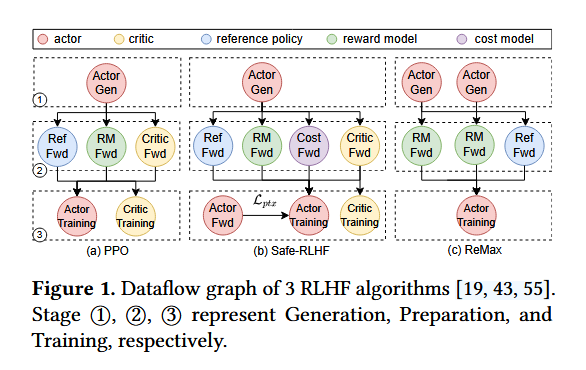 actor critic reference policy reward model cost model
①
Actor Gen
Actor Gen
Actor Gen
Actor Gen
②
Ref Fwd
RM Fwd
Critic Fwd
Ref Fwd
RM Fwd
Cost Fwd
Critic Fwd
RM Fwd
RM Fwd
Ref Fwd
③
Actor Training
Critic Training
Actor Fwd
ℒptx
Actor Training
Critic Training
Actor Training
(a) PPO
(b) Safe-RLHF
(c) ReMax
Figure 1. Dataflow graph of 3 RLHF algorithms [19, 43, 55].
Stage ①, ②, ③ represent Generation, Preparation, and
Training, respectively.